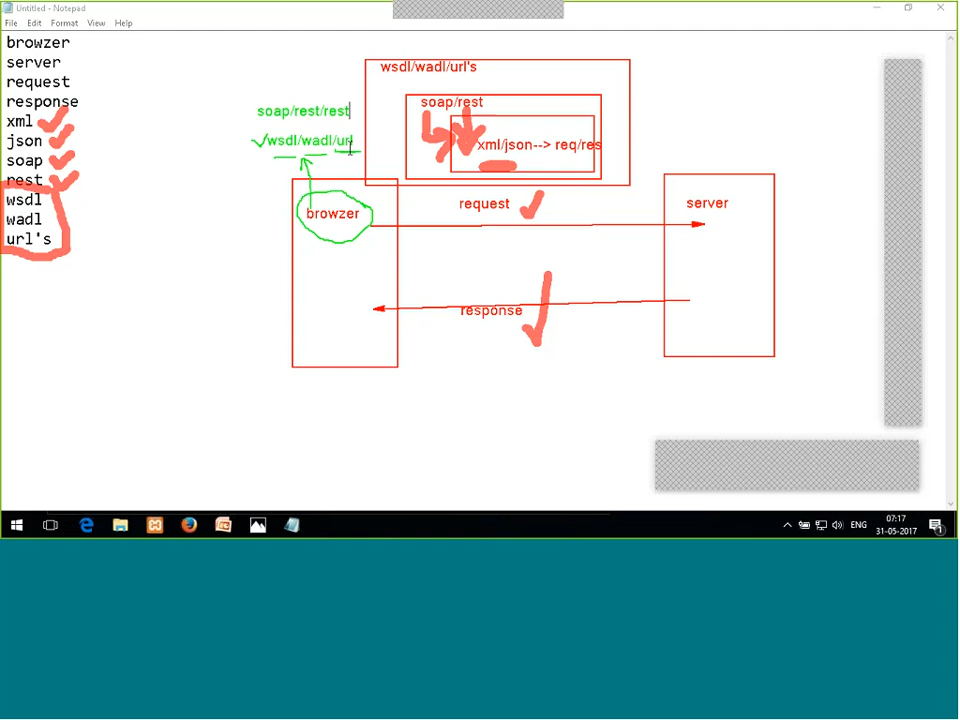 Untitled - Notepad
File Edit Format View Help
browzer
server
request
response
xml
json
soap
rest
wsdl
wadl
url's
wsdl/wadl/url's
soap/rest
xml/json--> req/res
soap/rest/rest
wsdl/wadl/url
browzer
request
server
response
ENG
07:17
31-05-2017
1